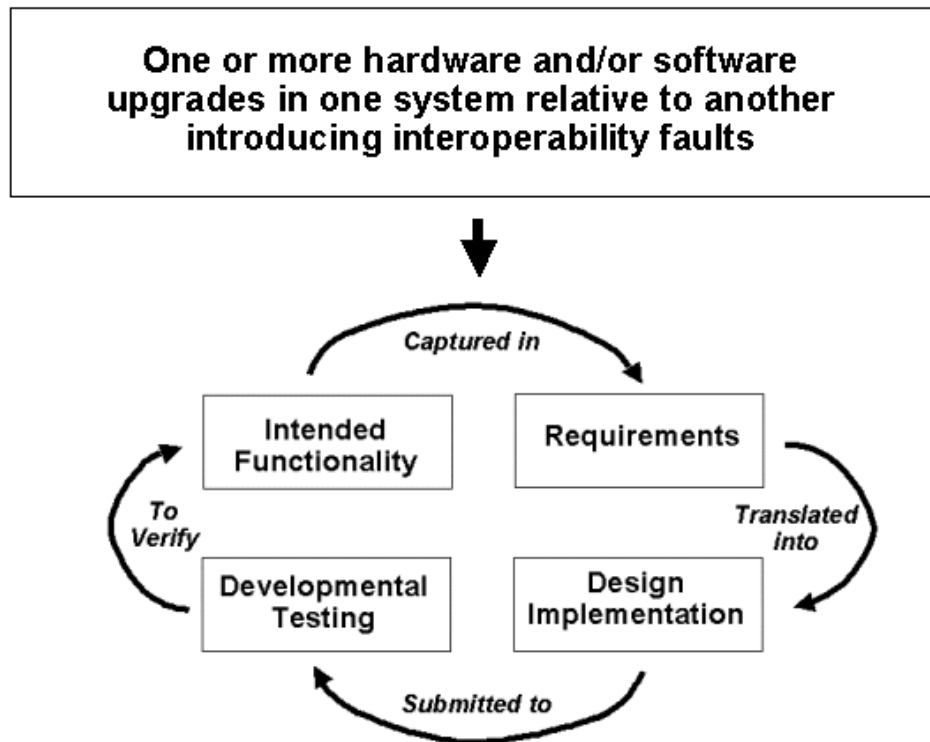 One or more hardware and/or software
upgrades in one system relative to another
introducing interoperability faults
Captured in
Intended
Functionality
Requirements
To
Verify
Translated
into
Developmental
Testing
Design
Implementation
Submitted to